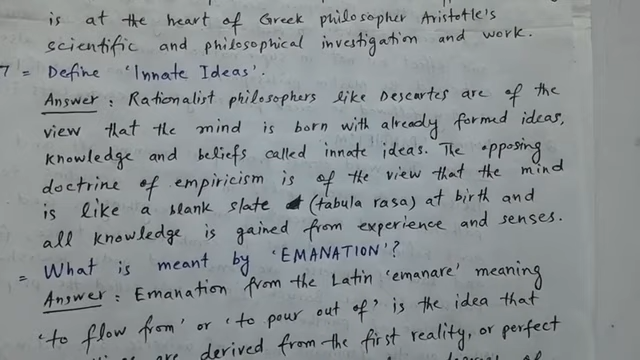 is at the heart of Greek philosopher Aristotle's
scientific and philosophical investigation and work.
7 = Define 'Innate Ideas'.
Answer : Rationalist philosophers like Descartes are of the
view that the mind is born with already formed ideas,
knowledge and beliefs called innate ideas. The opposing
doctrine of empiricism is of the view that the mind
is like a blank slate (tabula rasa) at birth and
all knowledge is gained from experience and senses.
= What is meant by 'EMANATION'?
Answer : Emanation from the Latin 'emanare' meaning
'to flow from' or 'to pour out of' is the idea that
are derived from the first reality, or perfect